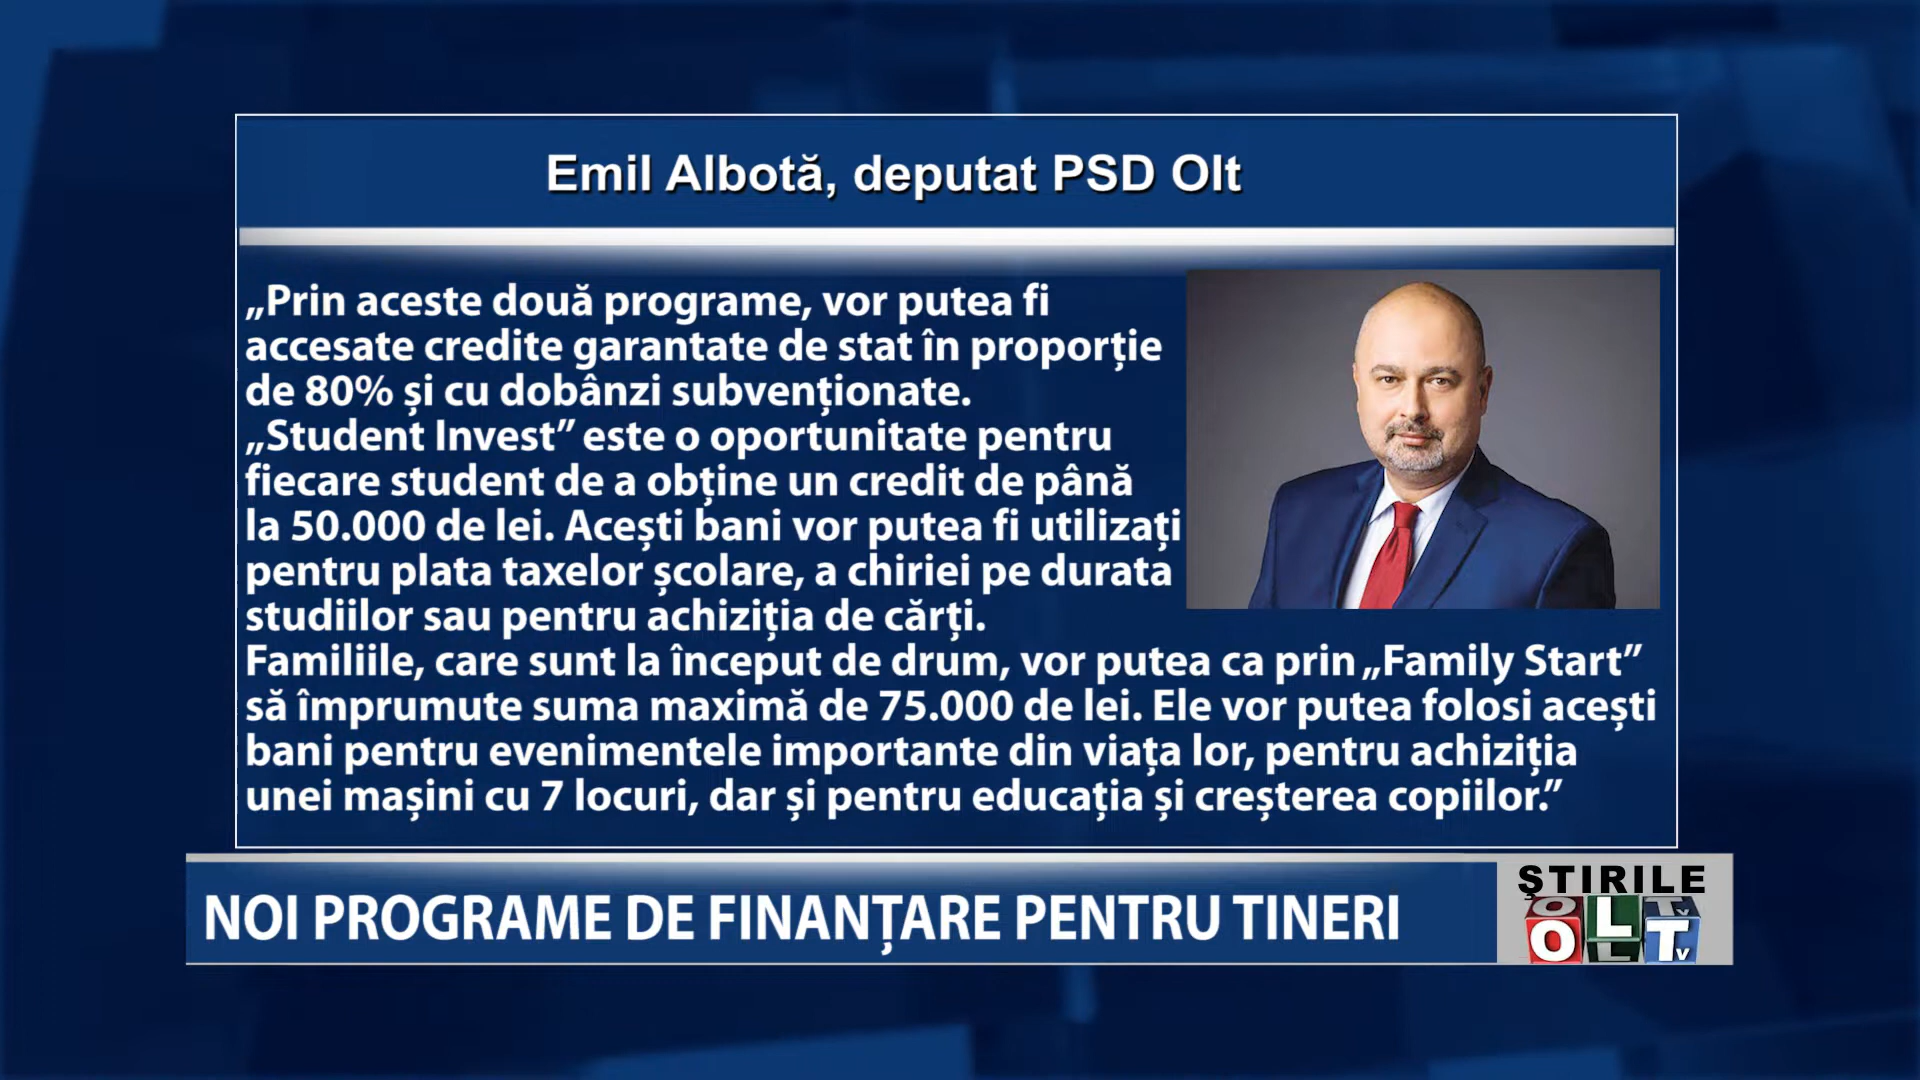 Emil Albotă, deputat PSD Olt
„Prin aceste două programe, vor putea fi
accesate credite garantate de stat în proporție
de 80% și cu dobânzi subvenționate.
„Student Invest” este o oportunitate pentru
fiecare student de a obține un credit de până
la 50.000 de lei. Acești bani vor putea fi utilizați
pentru plata taxelor școlare, a chiriei pe durata
studiilor sau pentru achiziția de cărți.
Familiile, care sunt la început de drum, vor putea ca prin „Family Start”
să împrumute suma maximă de 75.000 de lei. Ele vor putea folosi acești
bani pentru evenimentele importante din viața lor, pentru achiziția
unei mașini cu 7 locuri, dar și pentru educația și creșterea copiilor.”
NOI PROGRAME DE FINANȚARE PENTRU TINERI
ŞTIRILE
OLTv